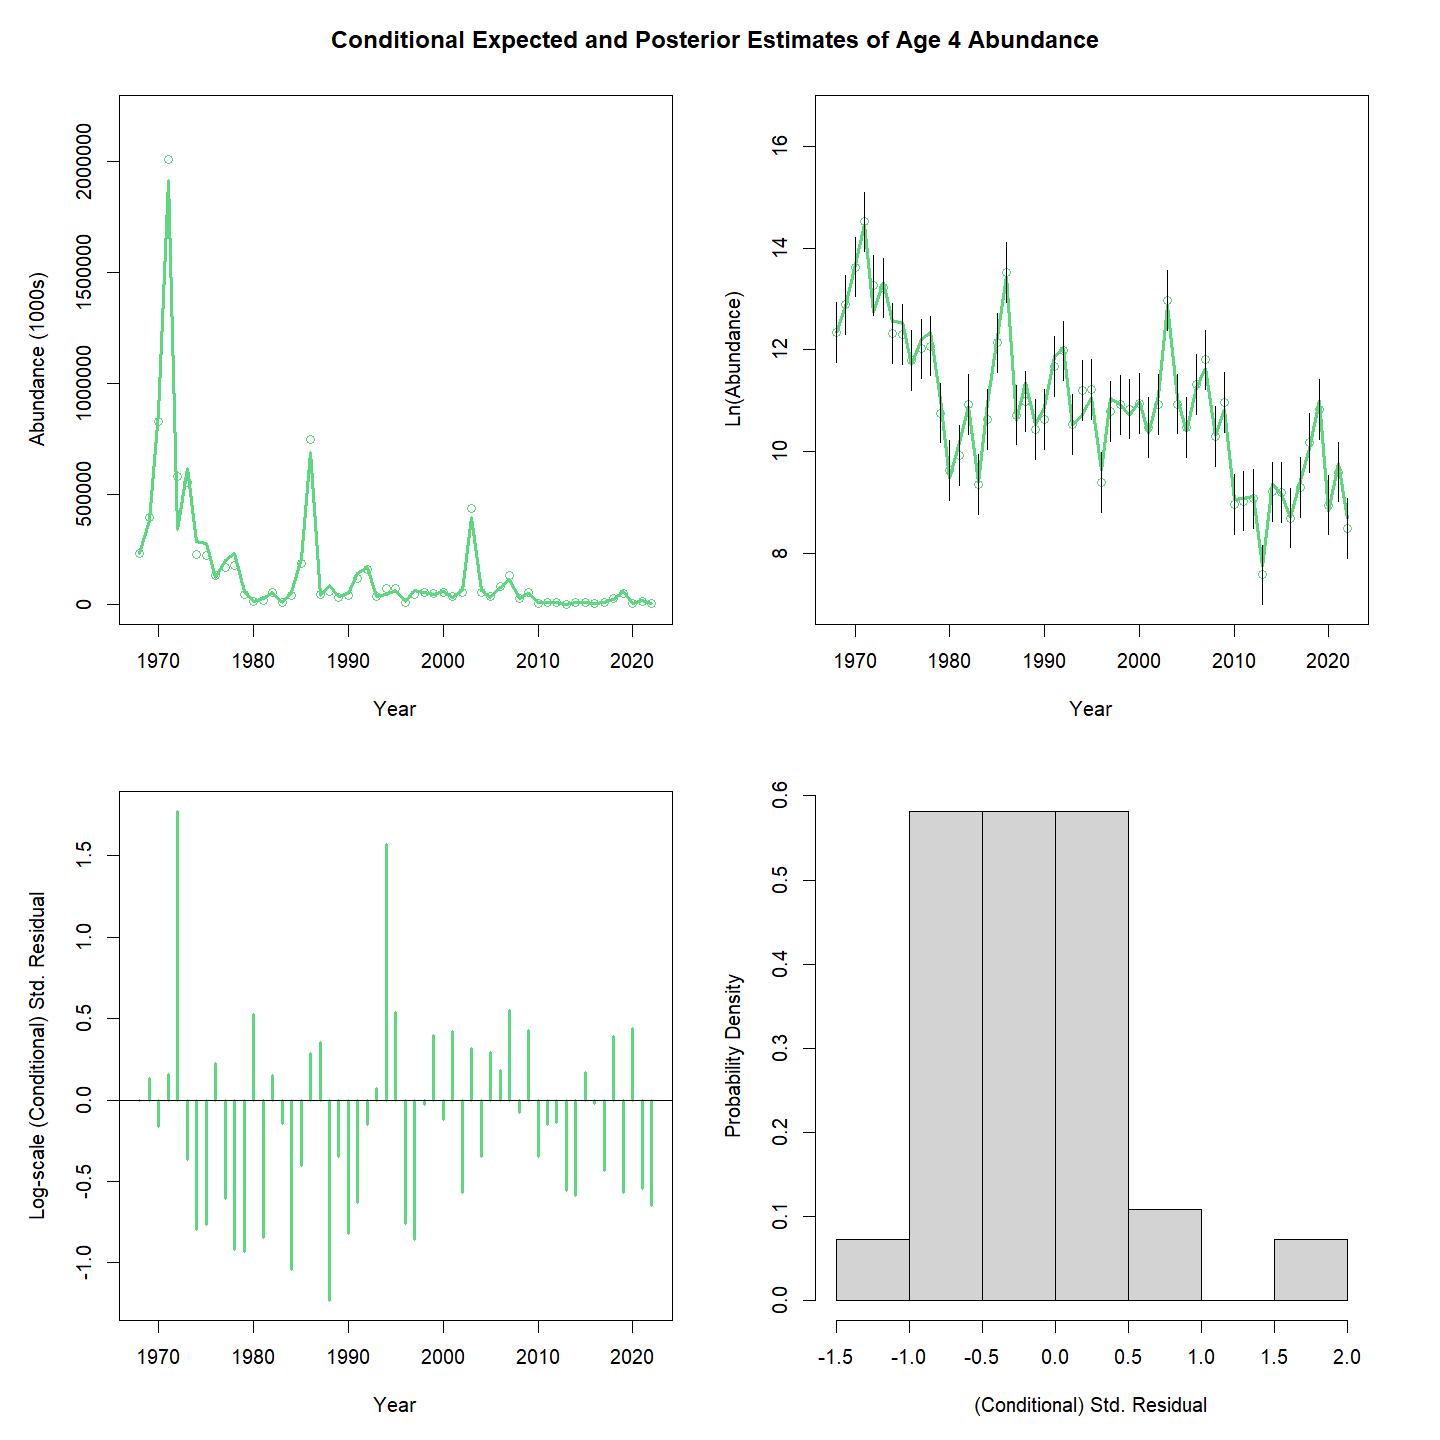 Conditional Expected and Posterior Estimates of Age 4 Abundance
Abundance (1000s)
0
500000
1000000
1500000
2000000
1970 1980 1990 2000 2010 2020
Year
Ln(Abundance)
8
10
12
14
16
1970 1980 1990 2000 2010 2020
Year
Log-scale (Conditional) Std. Residual
-1.0
-0.5
0.0
0.5
1.0
1.5
1970 1980 1990 2000 2010 2020
Year
Probability Density
0.0
0.1
0.2
0.3
0.4
0.5
0.6
-1.5 -1.0 -0.5 0.0 0.5 1.0 1.5 2.0
(Conditional) Std. Residual